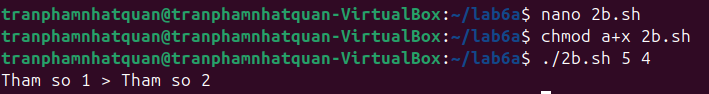 tranphamnhatquan@tranphamnhatquan-VirtualBox:~/lab6a$ nano 2b.sh
tranphamnhatquan@tranphamnhatquan-VirtualBox:~/lab6a$ chmod a+x 2b.sh
tranphamnhatquan@tranphamnhatquan-VirtualBox:~/lab6a$ ./2b.sh 5 4
Tham so 1 > Tham so 2